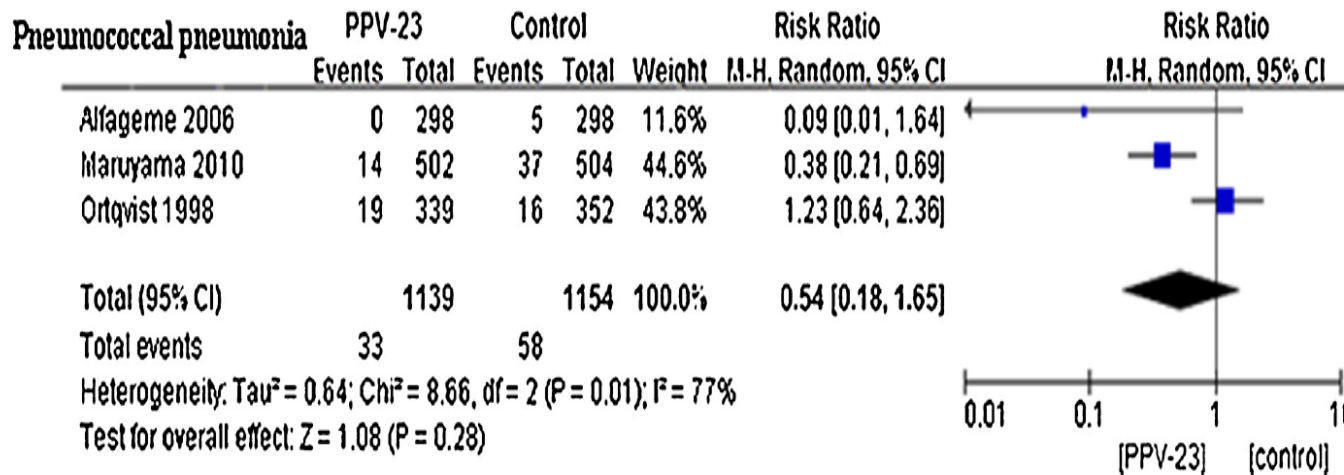 Pneumococcal pneumonia PPV-23 Control Risk Ratio Risk Ratio
Events Total Events Total Weight M-H, Random, 95% CI M-H, Random, 95% CI
Alfageme 2006 0 298 5 298 11.6% 0.09 [0.01, 1.64]
Maruyama 2010 14 502 37 504 44.6% 0.38 [0.21, 0.69]
Ortqvist 1998 19 339 16 352 43.8% 1.23 [0.64, 2.36]
Total (95% CI) 1139 1154 100.0% 0.54 [0.18, 1.65]
Total events 33 58
Heterogeneity: Tau² = 0.64; Chi² = 8.66, df = 2 (P = 0.01); I² = 77%
Test for overall effect: Z = 1.08 (P = 0.28)
0.01 0.1 1 10
[PPV-23] [control]